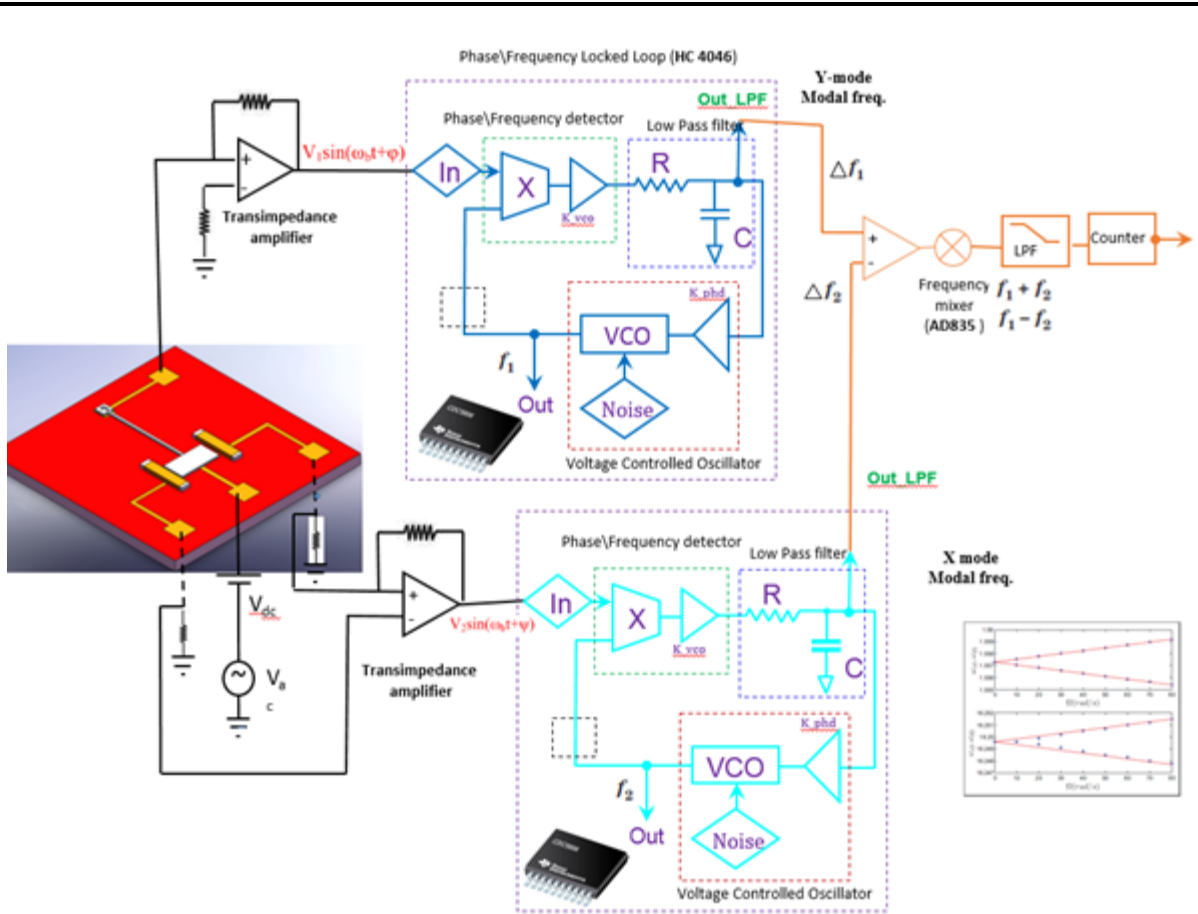 Phase\Frequency Locked Loop (HC 4046)
Y-mode
Modal freq.
Out_LPF
Phase\Frequency detector
Low Pass filter
V₁sin(ωₙt+φ)
In
X
K_vco
R
C
△f₁
Transimpedance
amplifier
+
-
+
-
LPF
Counter
△f₂
Frequency
mixer
(AD835 )
f₁ + f₂
f₁ − f₂
K_phd
VCO
f₁
Out
Noise
Voltage Controlled Oscillator
Out_LPF
Phase\Frequency detector
Low Pass filter
X mode
Modal freq.
+
-
V_dc
V₂sin(ωₙt+φ)
In
X
K_vco
R
C
Transimpedance
amplifier
~
Va
c
K_phd
VCO
f₂
Out
Noise
Voltage Controlled Oscillator